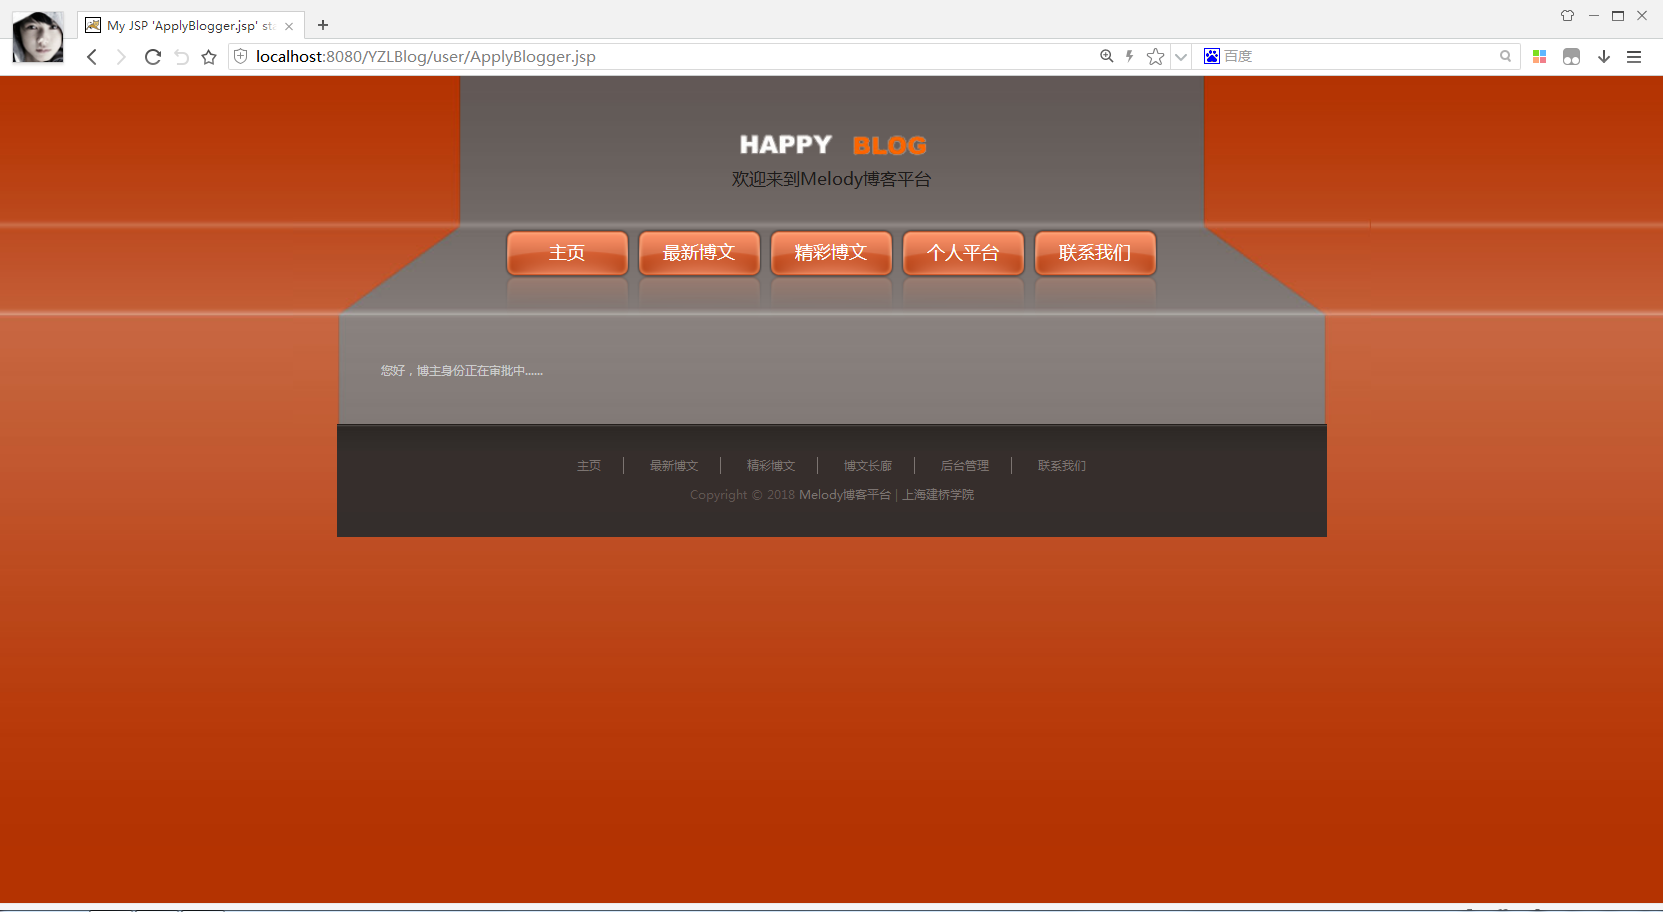 My JSP 'ApplyBlogger.jsp' sta
localhost:8080/YZLBlog/user/ApplyBlogger.jsp
百度
HAPPY BLOG
欢迎来到Melody博客平台
主页 最新博文 精彩博文 个人平台 联系我们
您好，博主身份正在审批中......
主页 最新博文 精彩博文 博文长廊 后台管理 联系我们
Copyright © 2018 Melody博客平台 | 上海建桥学院